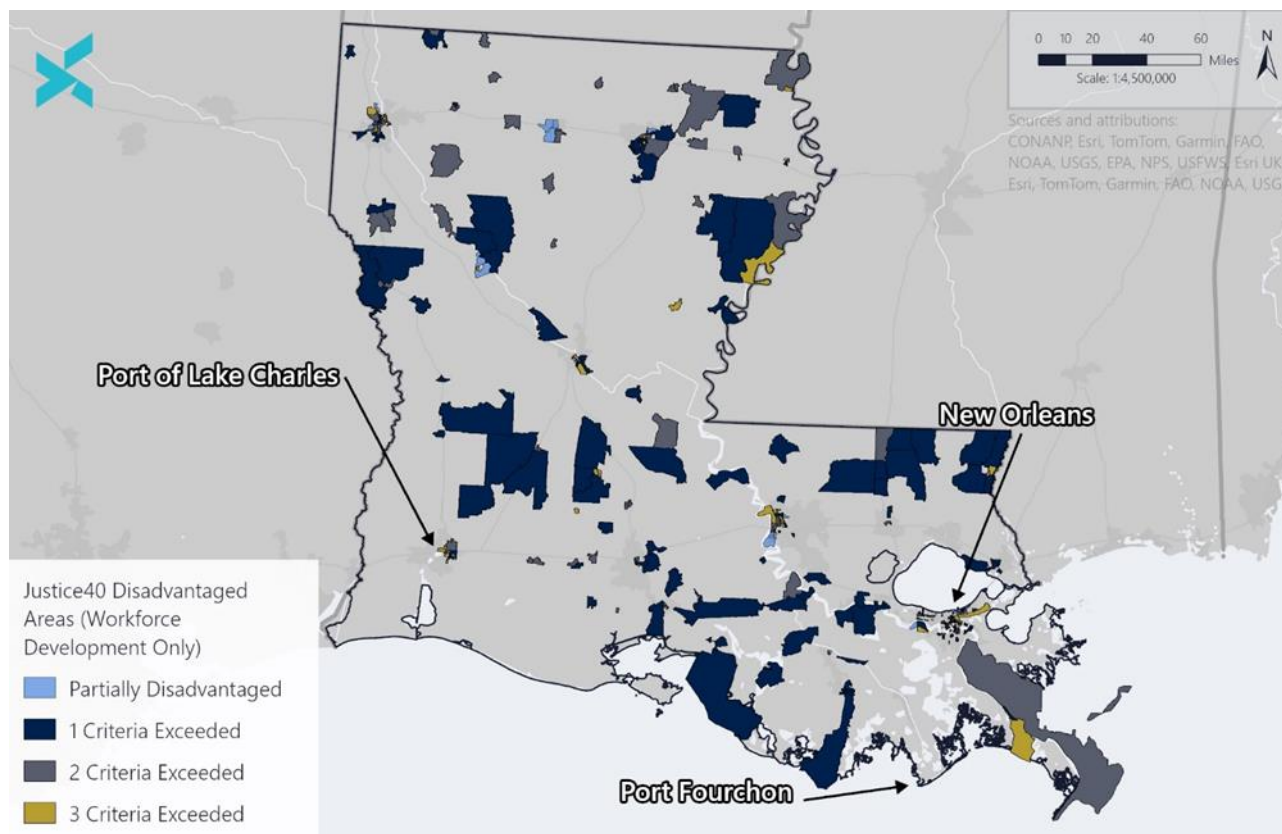 0 10 20 40 60
Miles
Scale: 1:4,500,000
N
Sources and attributions:
CONANP, Esri, TomTom, Garmin, FAO,
NOAA, USGS, EPA, NPS, USFWS, Esri UK
Esri, TomTom, Garmin, FAO, NOAA, USG
Port of Lake Charles
New Orleans
Port Fourchon
Justice40 Disadvantaged
Areas (Workforce
Development Only)
Partially Disadvantaged
1 Criteria Exceeded
2 Criteria Exceeded
3 Criteria Exceeded